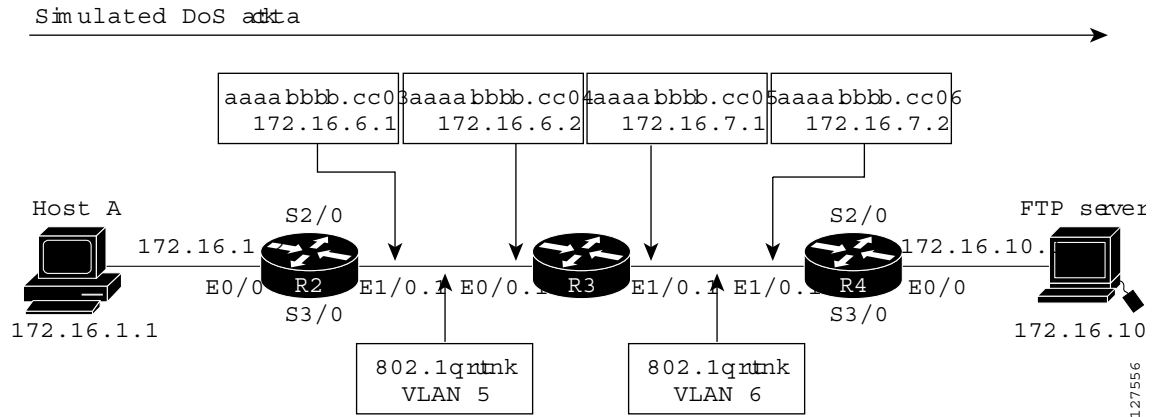 Simulated DoS attack
aaaa.bbbb.cc03
172.16.6.1
aaaa.bbbb.cc04
172.16.6.2
aaaa.bbbb.cc05
172.16.7.1
aaaa.bbbb.cc06
172.16.7.2
Host A
S2/0
S2/0
FTP server
172.16.1
172.16.10.
E0/0
R2
E1/0.1
E0/0.1
R3
E1/0.1
E1/0.1
R4
E0/0
172.16.1.1
S3/0
S3/0
172.16.10
802.1q trunk
VLAN 5
802.1q trunk
VLAN 6
127556